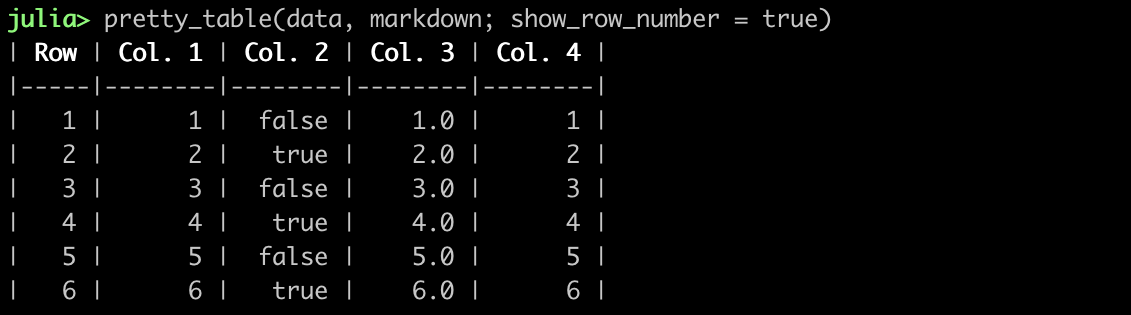 julia> pretty_table(data, markdown; show_row_number = true)
| Row | Col. 1 | Col. 2 | Col. 3 | Col. 4 |
|-----|--------|--------|--------|--------|
|   1 |      1 |  false |    1.0 |      1 |
|   2 |      2 |   true |    2.0 |      2 |
|   3 |      3 |  false |    3.0 |      3 |
|   4 |      4 |   true |    4.0 |      4 |
|   5 |      5 |  false |    5.0 |      5 |
|   6 |      6 |   true |    6.0 |      6 |